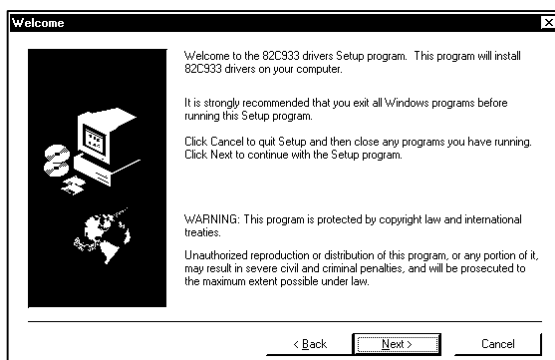 Welcome
Welcome to the 82C933 drivers Setup program. This program will install
82C933 drivers on your computer.
It is strongly recommended that you exit all Windows programs before
running this Setup program.
Click Cancel to quit Setup and then close any programs you have running.
Click Next to continue with the Setup program.
WARNING: This program is protected by copyright law and international
treaties.
Unauthorized reproduction or distribution of this program, or any portion of it,
may result in severe civil and criminal penalties, and will be prosecuted to
the maximum extent possible under law.
< Back Next > Cancel